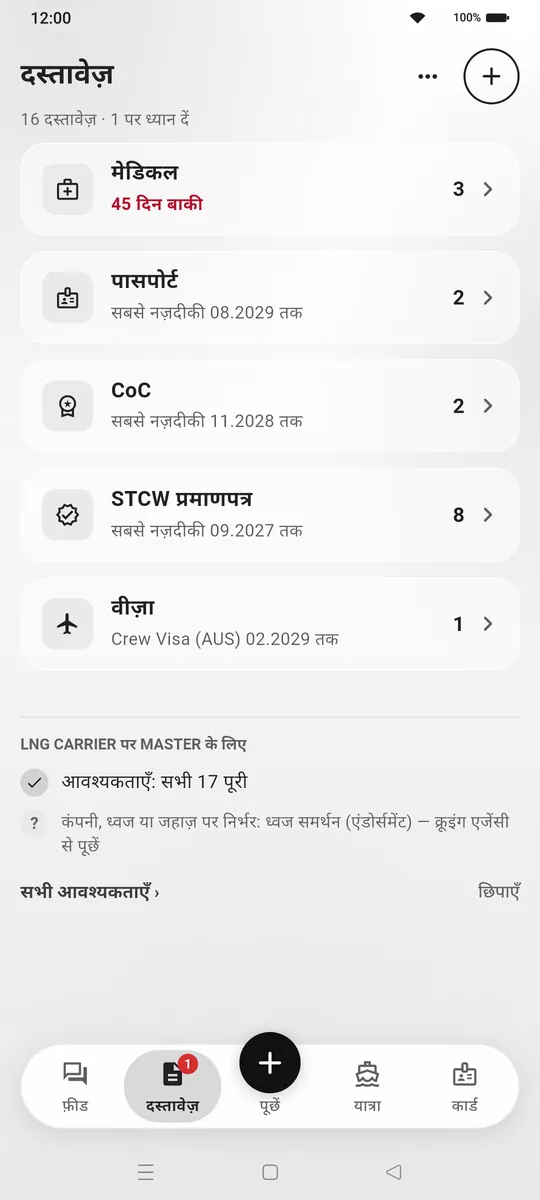 12:00
100%
दस्तावेज़
16 दस्तावेज़ · 1 पर ध्यान दें
मेडिकल
45 दिन बाकी
3
पासपोर्ट
सबसे नज़दीकी 08.2029 तक
2
CoC
सबसे नज़दीकी 11.2028 तक
2
STCW प्रमाणपत्र
सबसे नज़दीकी 09.2027 तक
8
वीज़ा
Crew Visa (AUS) 02.2029 तक
1
LNG CARRIER पर MASTER के लिए
आवश्यकताएँ: सभी 17 पूरी
? कंपनी, ध्वज या जहाज़ पर निर्भर: ध्वज समर्थन (एंडोर्समेंट) — क्रूइंग एजेंसी
से पूछें
सभी आवश्यकताएँ ›
छिपाएँ
1
फ़ीड
दस्तावेज़
पूछें
यात्रा
कार्ड